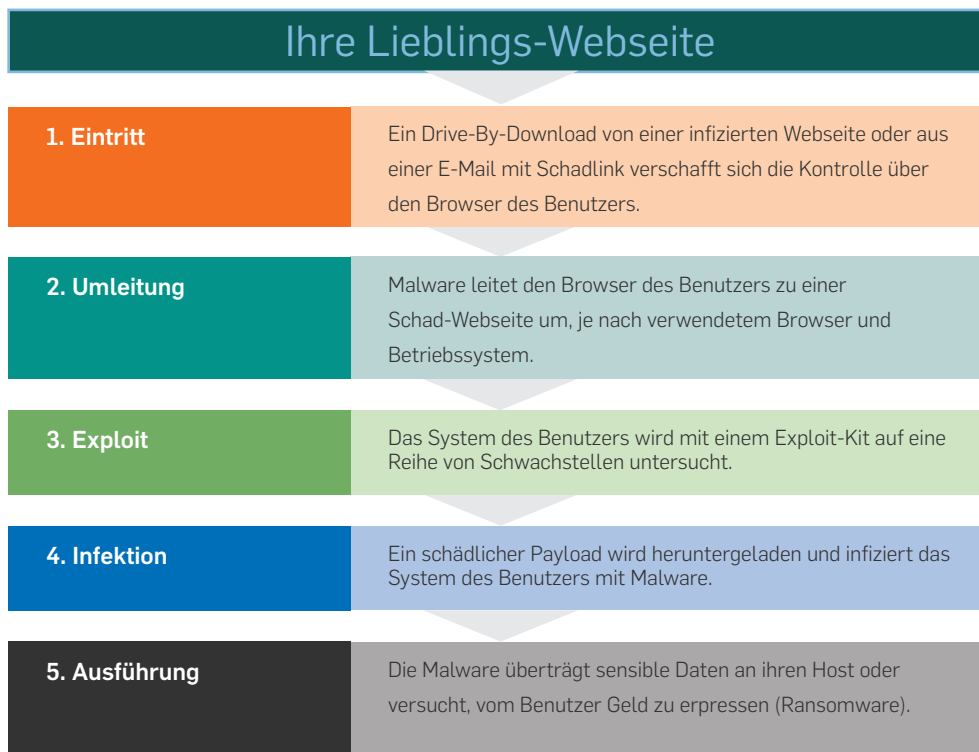 Ihre Lieblings-Webseite
1. Eintritt
Ein Drive-By-Download von einer infizierten Webseite oder aus
einer E-Mail mit Schadlink verschafft sich die Kontrolle über
den Browser des Benutzers.
2. Umleitung
Malware leitet den Browser des Benutzers zu einer
Schad-Webseite um, je nach verwendetem Browser und
Betriebssystem.
3. Exploit
Das System des Benutzers wird mit einem Exploit-Kit auf eine
Reihe von Schwachstellen untersucht.
4. Infektion
Ein schädlicher Payload wird heruntergeladen und infiziert das
System des Benutzers mit Malware.
5. Ausführung
Die Malware überträgt sensible Daten an ihren Host oder
versucht, vom Benutzer Geld zu erpressen (Ransomware).